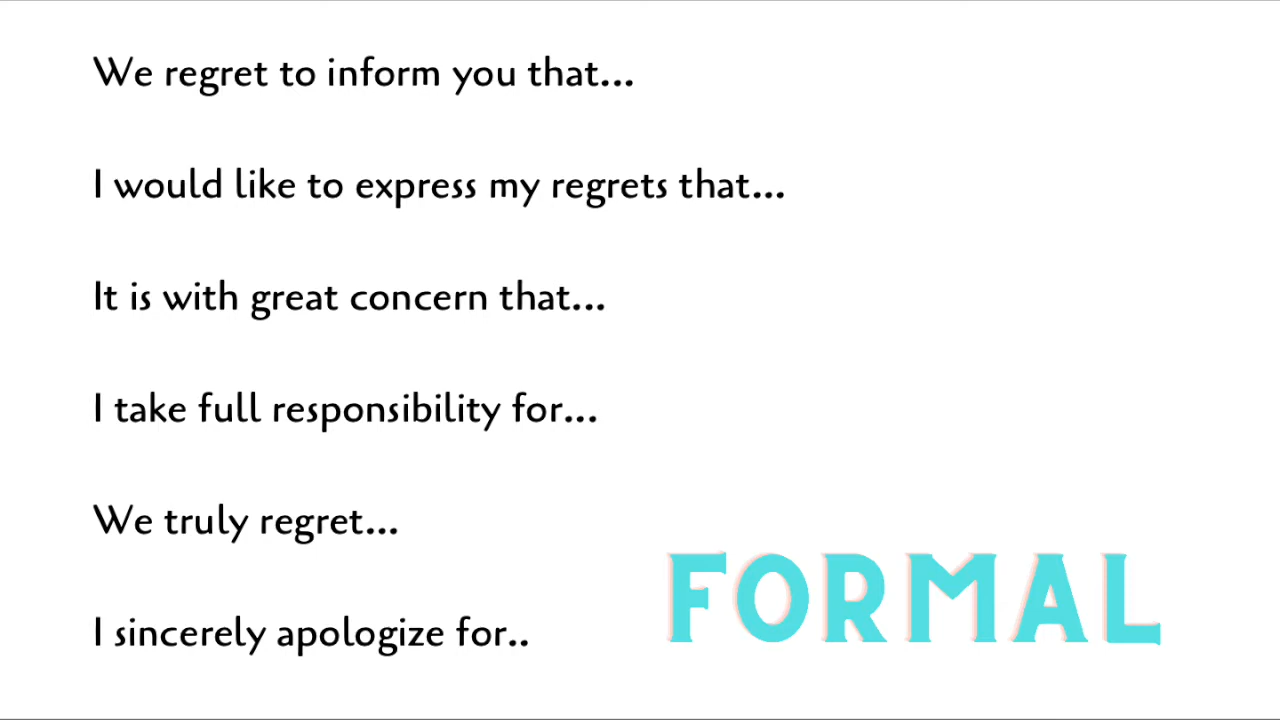 We regret to inform you that...
I would like to express my regrets that...
It is with great concern that...
I take full responsibility for...
We truly regret...
I sincerely apologize for..
FORMAL